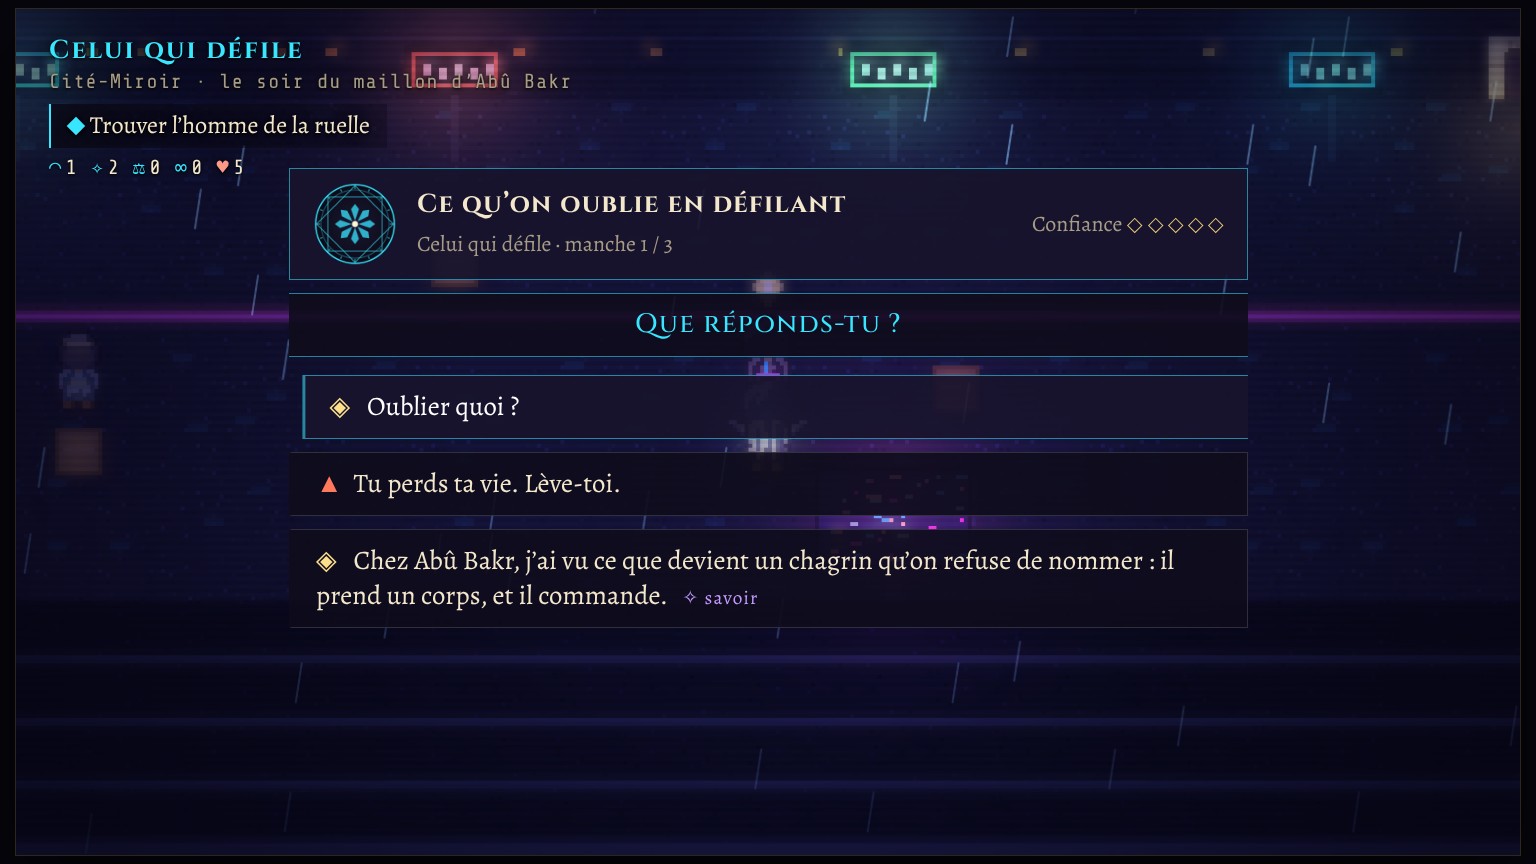 Celui qui défile
Cité-Miroir · le soir du maillon d'Abû Bakr
◆ Trouver l'homme de la ruelle
1 2 0 0 5
Ce qu'on oublie en défilant
Celui qui défile · manche 1 / 3
Confiance ◇◇◇◇◇
Que réponds-tu ?
Oublier quoi ?
Tu perds ta vie. Lève-toi.
Chez Abû Bakr, j'ai vu ce que devient un chagrin qu'on refuse de nommer : il
prend un corps, et il commande. ✧ savoir